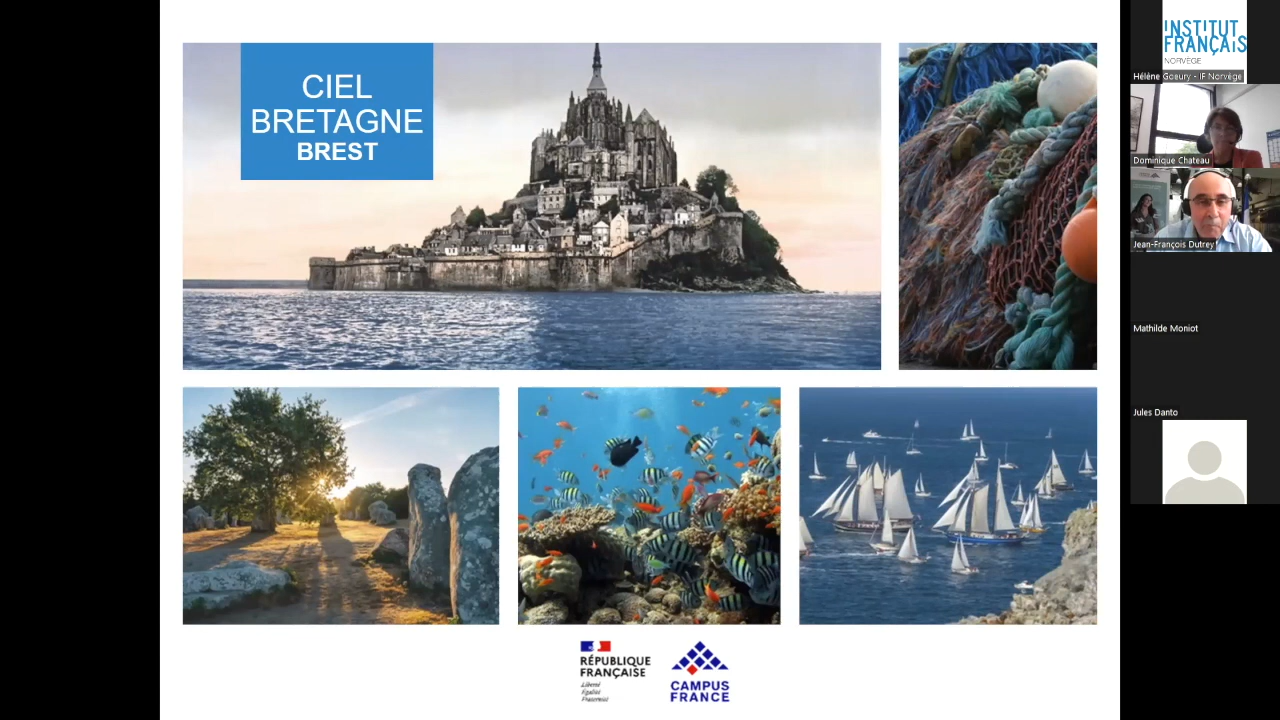 CIEL
BRETAGNE
BREST
RÉPUBLIQUE
FRANÇAISE
Liberté
Égalité
Fraternité
CAMPUS
FRANCE
INSTITUT
FRANÇAIS
NORVÈGE
Hélène Goeury - IF Norvège
Dominique Chateau
Jean-François Dutrey
Mathilde Moniot
Jules Danto